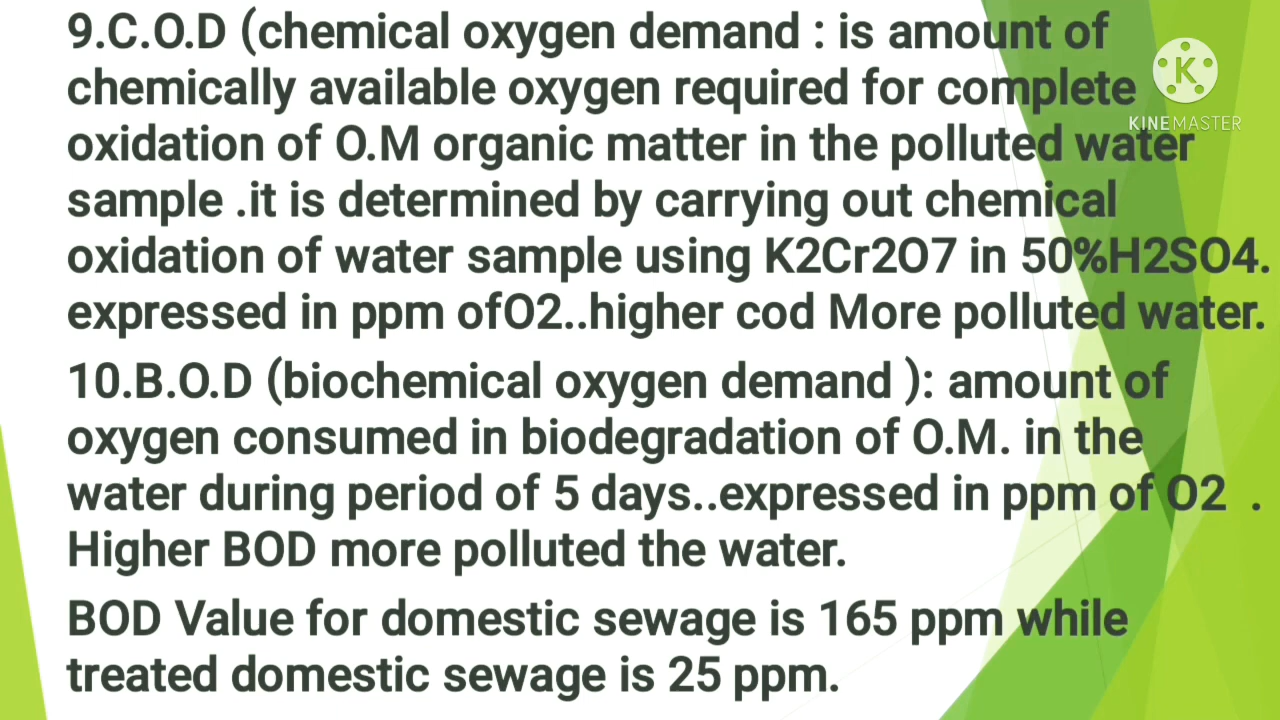 9.C.O.D (chemical oxygen demand : is amount of
chemically available oxygen required for complete
oxidation of O.M organic matter in the polluted water
sample .it is determined by carrying out chemical
oxidation of water sample using K2Cr2O7 in 50%H2SO4.
expressed in ppm ofO2..higher cod More polluted water.
10.B.O.D (biochemical oxygen demand ): amount of
oxygen consumed in biodegradation of O.M. in the
water during period of 5 days..expressed in ppm of O2 .
Higher BOD more polluted the water.
BOD Value for domestic sewage is 165 ppm while
treated domestic sewage is 25 ppm.
K
KINEMASTER